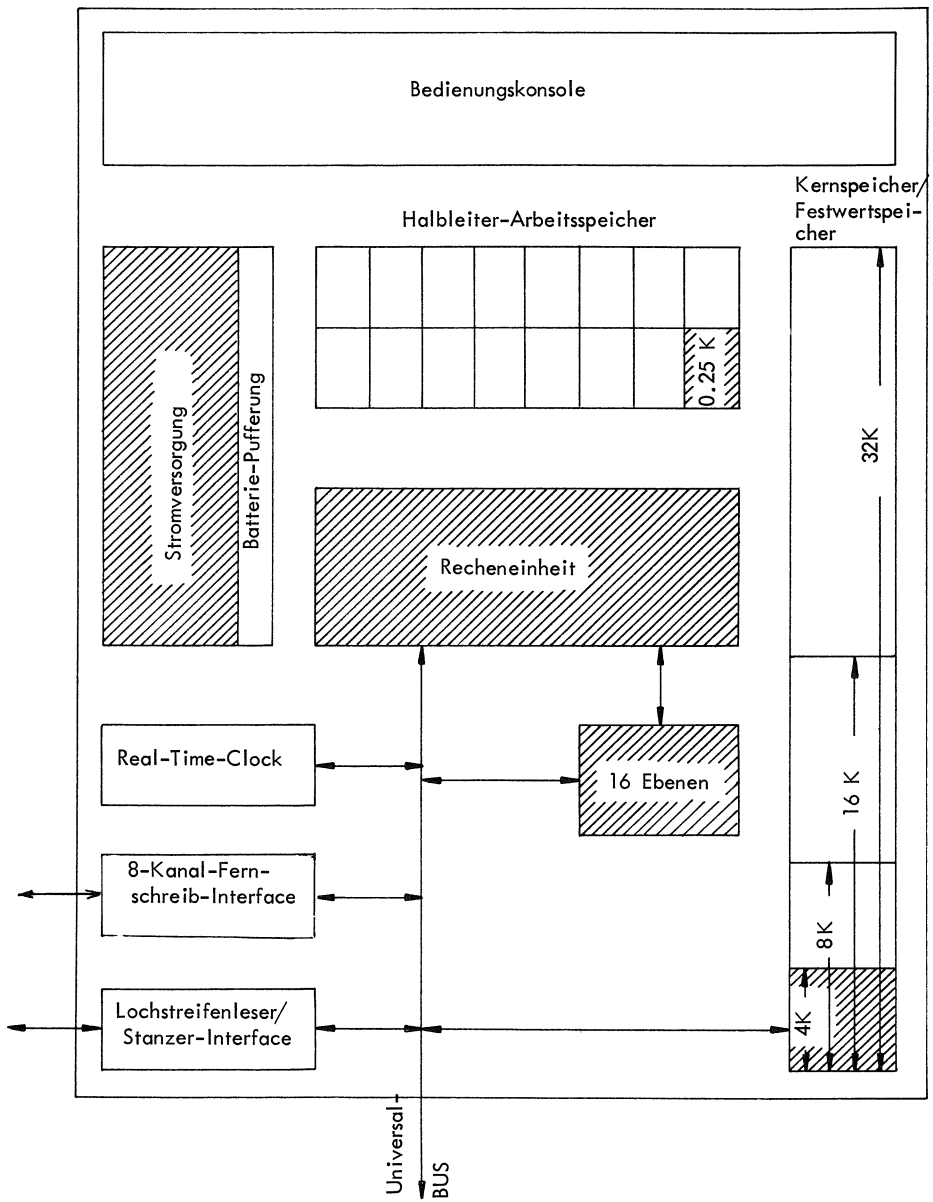 Bedienungskonsole
Kernspeicher/
Festwertspei-
cher
Halbleiter-Arbeitsspeicher
0.25 K
Stromversorgung
Batterie-Pufferung
32K
Recheneinheit
Real-Time-Clock
16 Ebenen
16 K
8-Kanal-Fern-
schreib-Interface
8K
Lochstreifenleser/
Stanzer-Interface
4K
Universal-
BUS